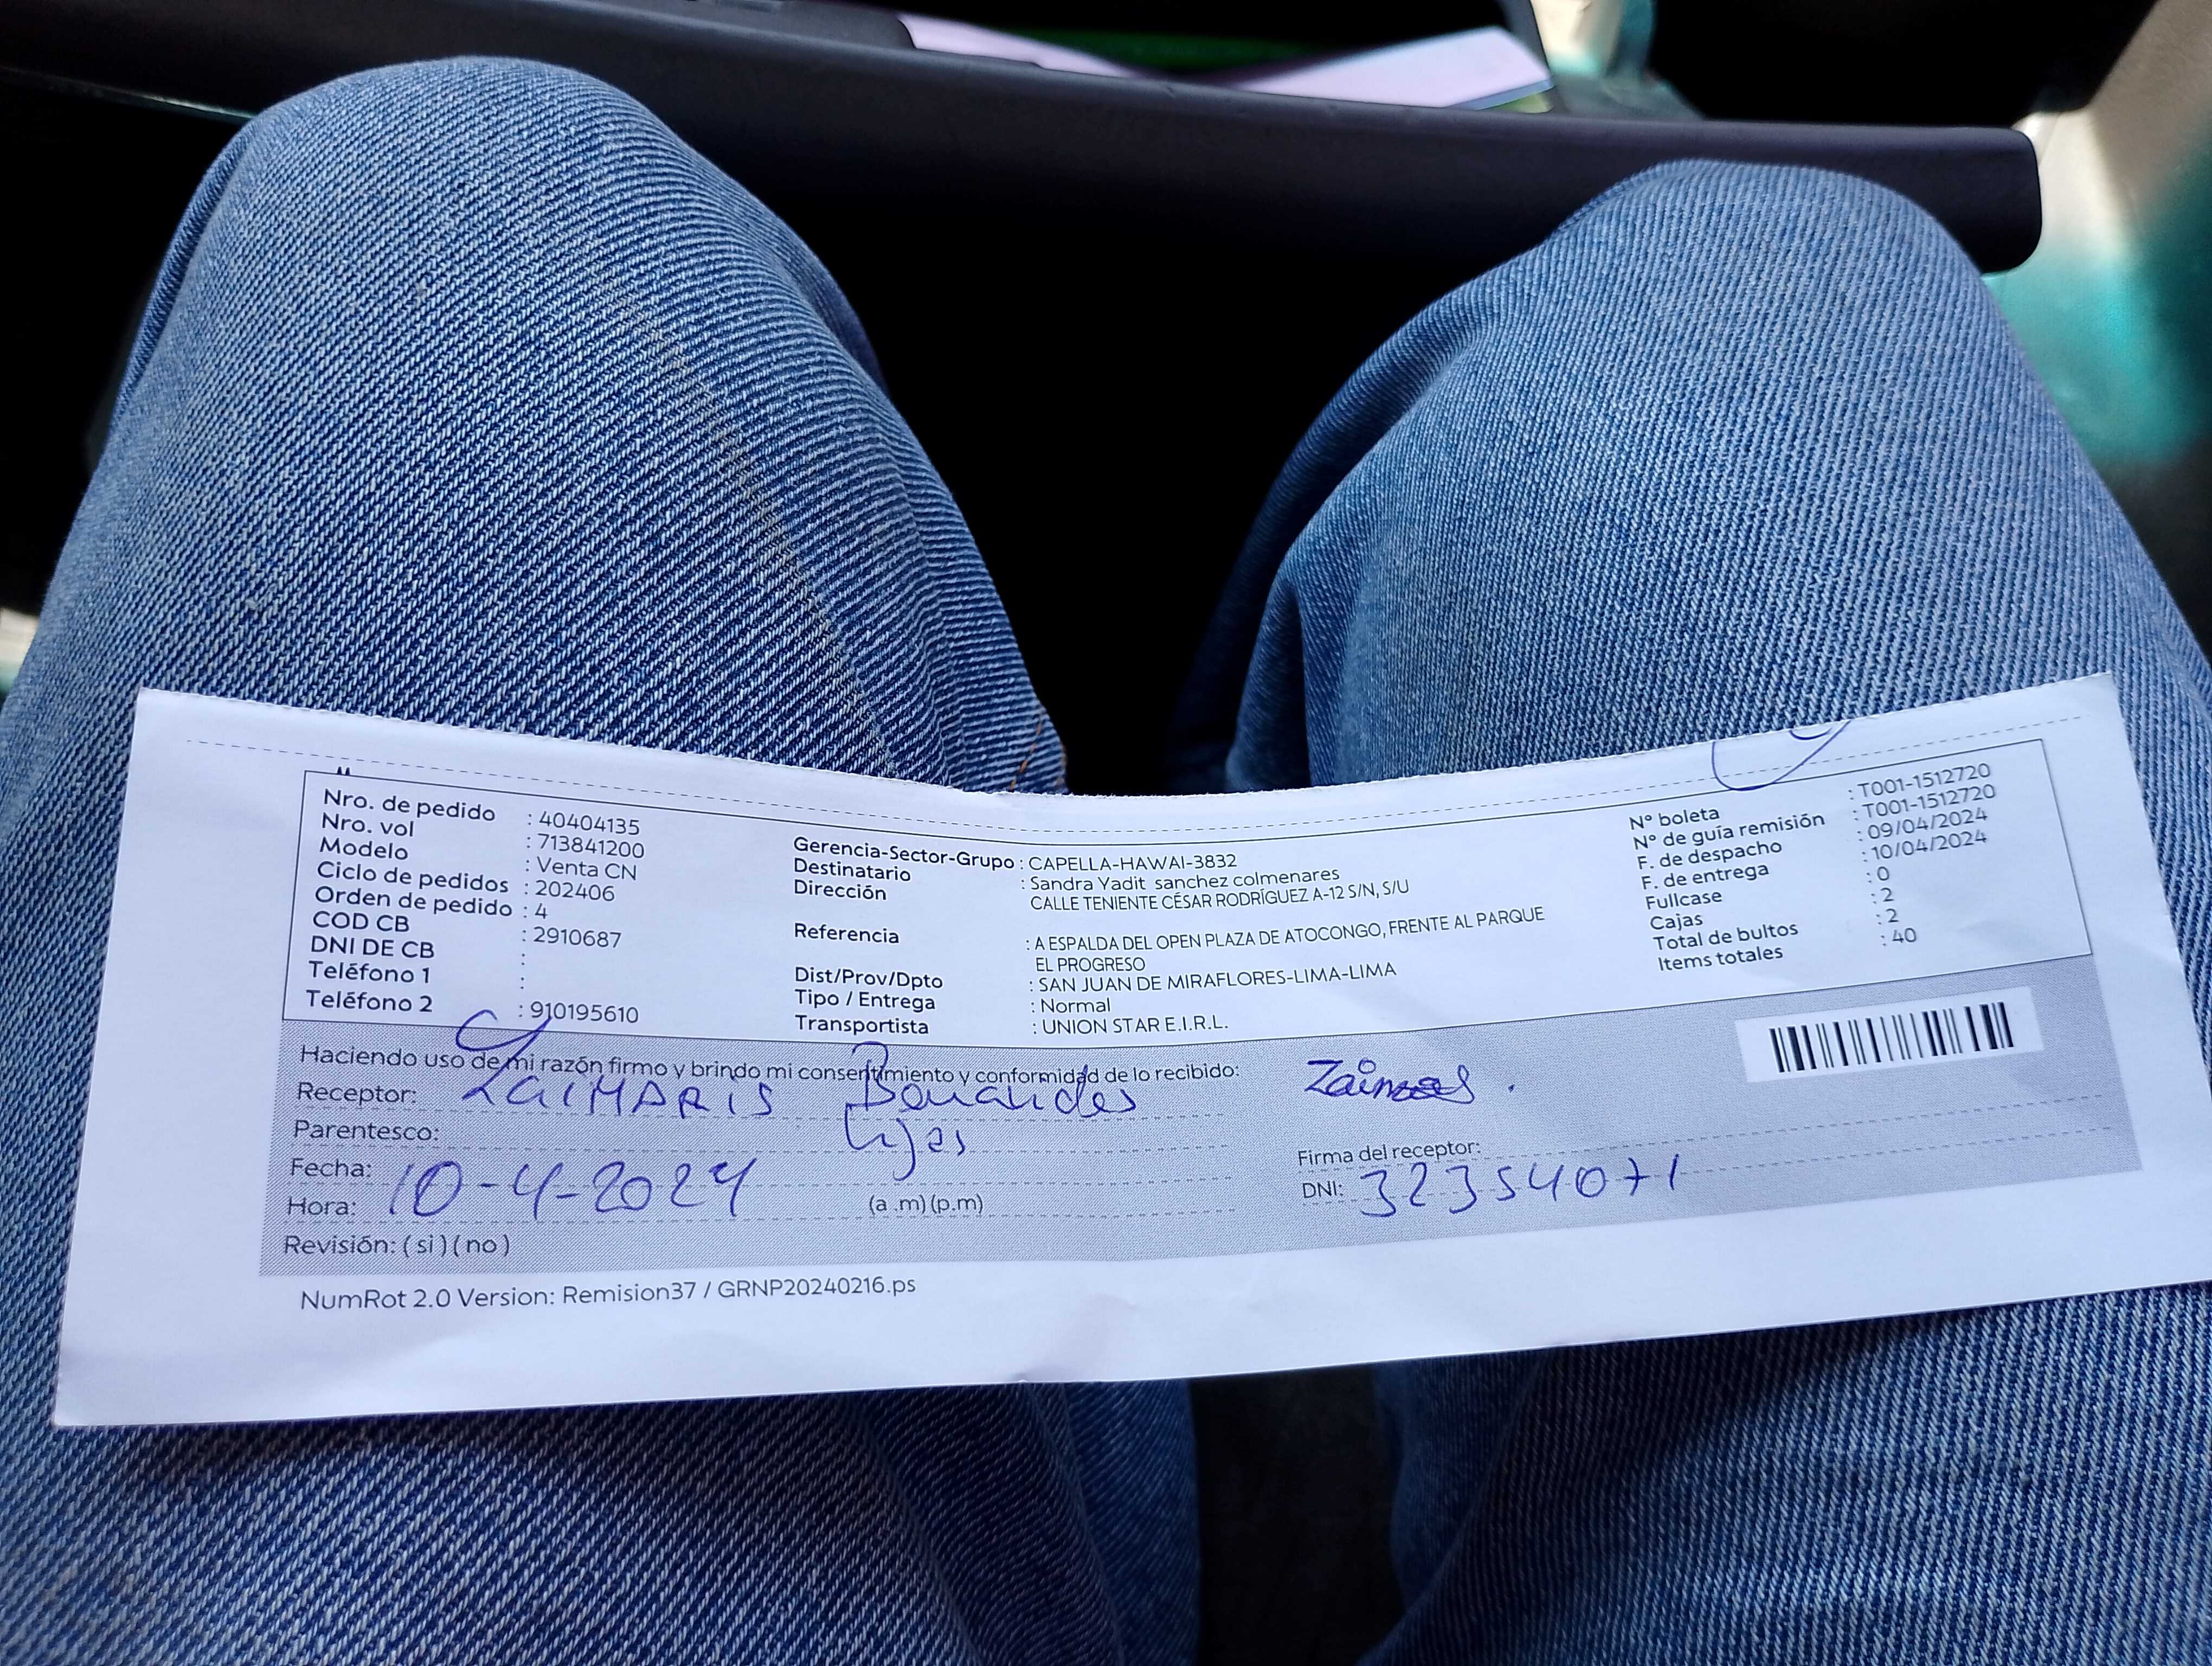 Nro. de pedido : 40404135
Nro. vol : 713841200
Modelo : Venta CN
Ciclo de pedidos : 202406
Orden de pedido : 4
COD CB : 2910687
DNI DE CB :
Teléfono 1 :
Teléfono 2 : 910195610
Gerencia-Sector-Grupo : CAPELLA-HAWAI-3832
Destinatario : Sandra Yadit sanchez colmenares
Dirección CALLE TENIENTE CÉSAR RODRÍGUEZ A-12 S/N, S/U
Referencia : A ESPALDA DEL OPEN PLAZA DE ATOCONGO, FRENTE AL PARQUE
EL PROGRESO
Dist/Prov/Dpto : SAN JUAN DE MIRAFLORES-LIMA-LIMA
Tipo / Entrega : Normal
Transportista : UNION STAR E.I.R.L.
N° boleta : T001-1512720
N° de guía remisión : T001-1512720
F. de despacho : 09/04/2024
F. de entrega : 10/04/2024
Fullcase : 0
Cajas : 2
Total de bultos : 2
Items totales : 40
Haciendo uso de mi razón firmo y brindo mi consentimiento y conformidad de lo recibido:
Receptor: ZaiMARiS
Parentesco:
Fecha: 10-4-2024
Hora: (a .m) (p.m)
Revisión: ( si ) ( no )
Firma del receptor:
DNI: 32354071
NumRot 2.0 Version: Remision37 / GRNP20240216.ps